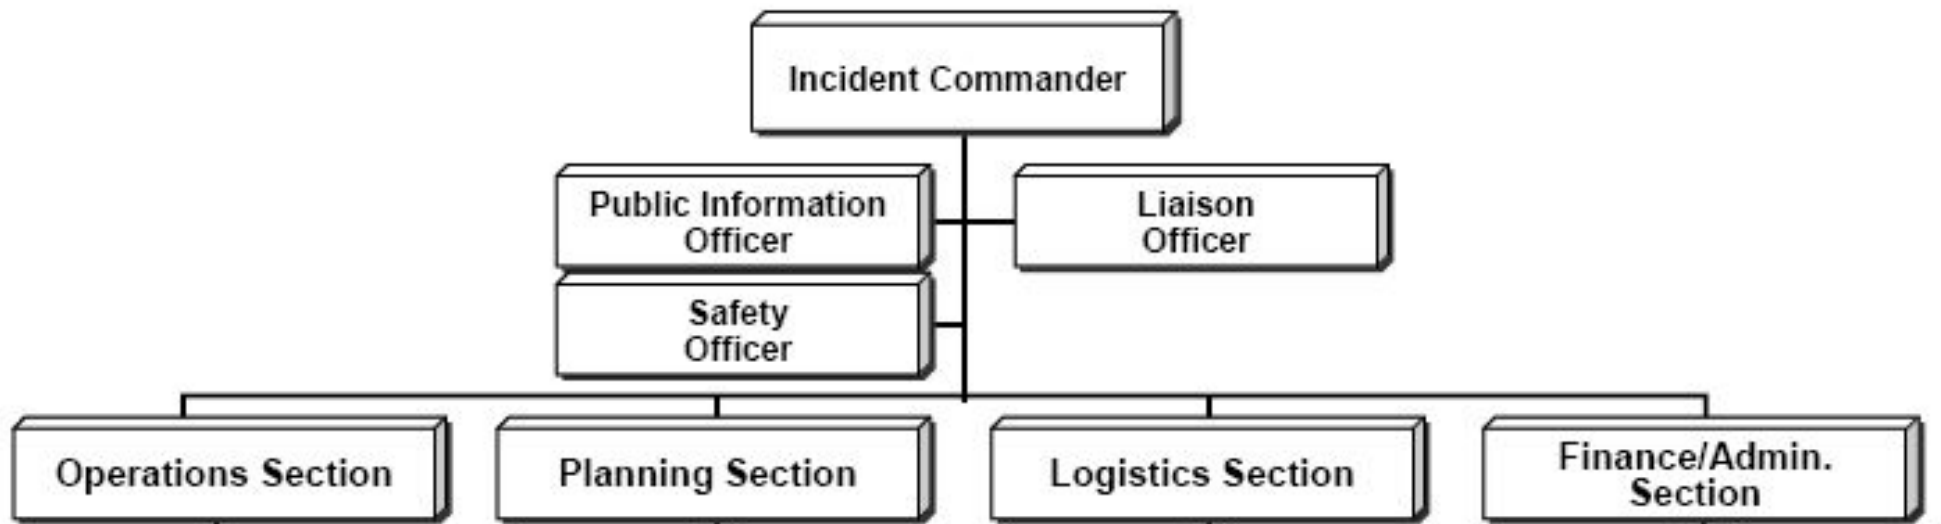 Incident Commander
Public Information
Officer
Liaison
Officer
Safety
Officer
Operations Section
Planning Section
Logistics Section
Finance/Admin.
Section